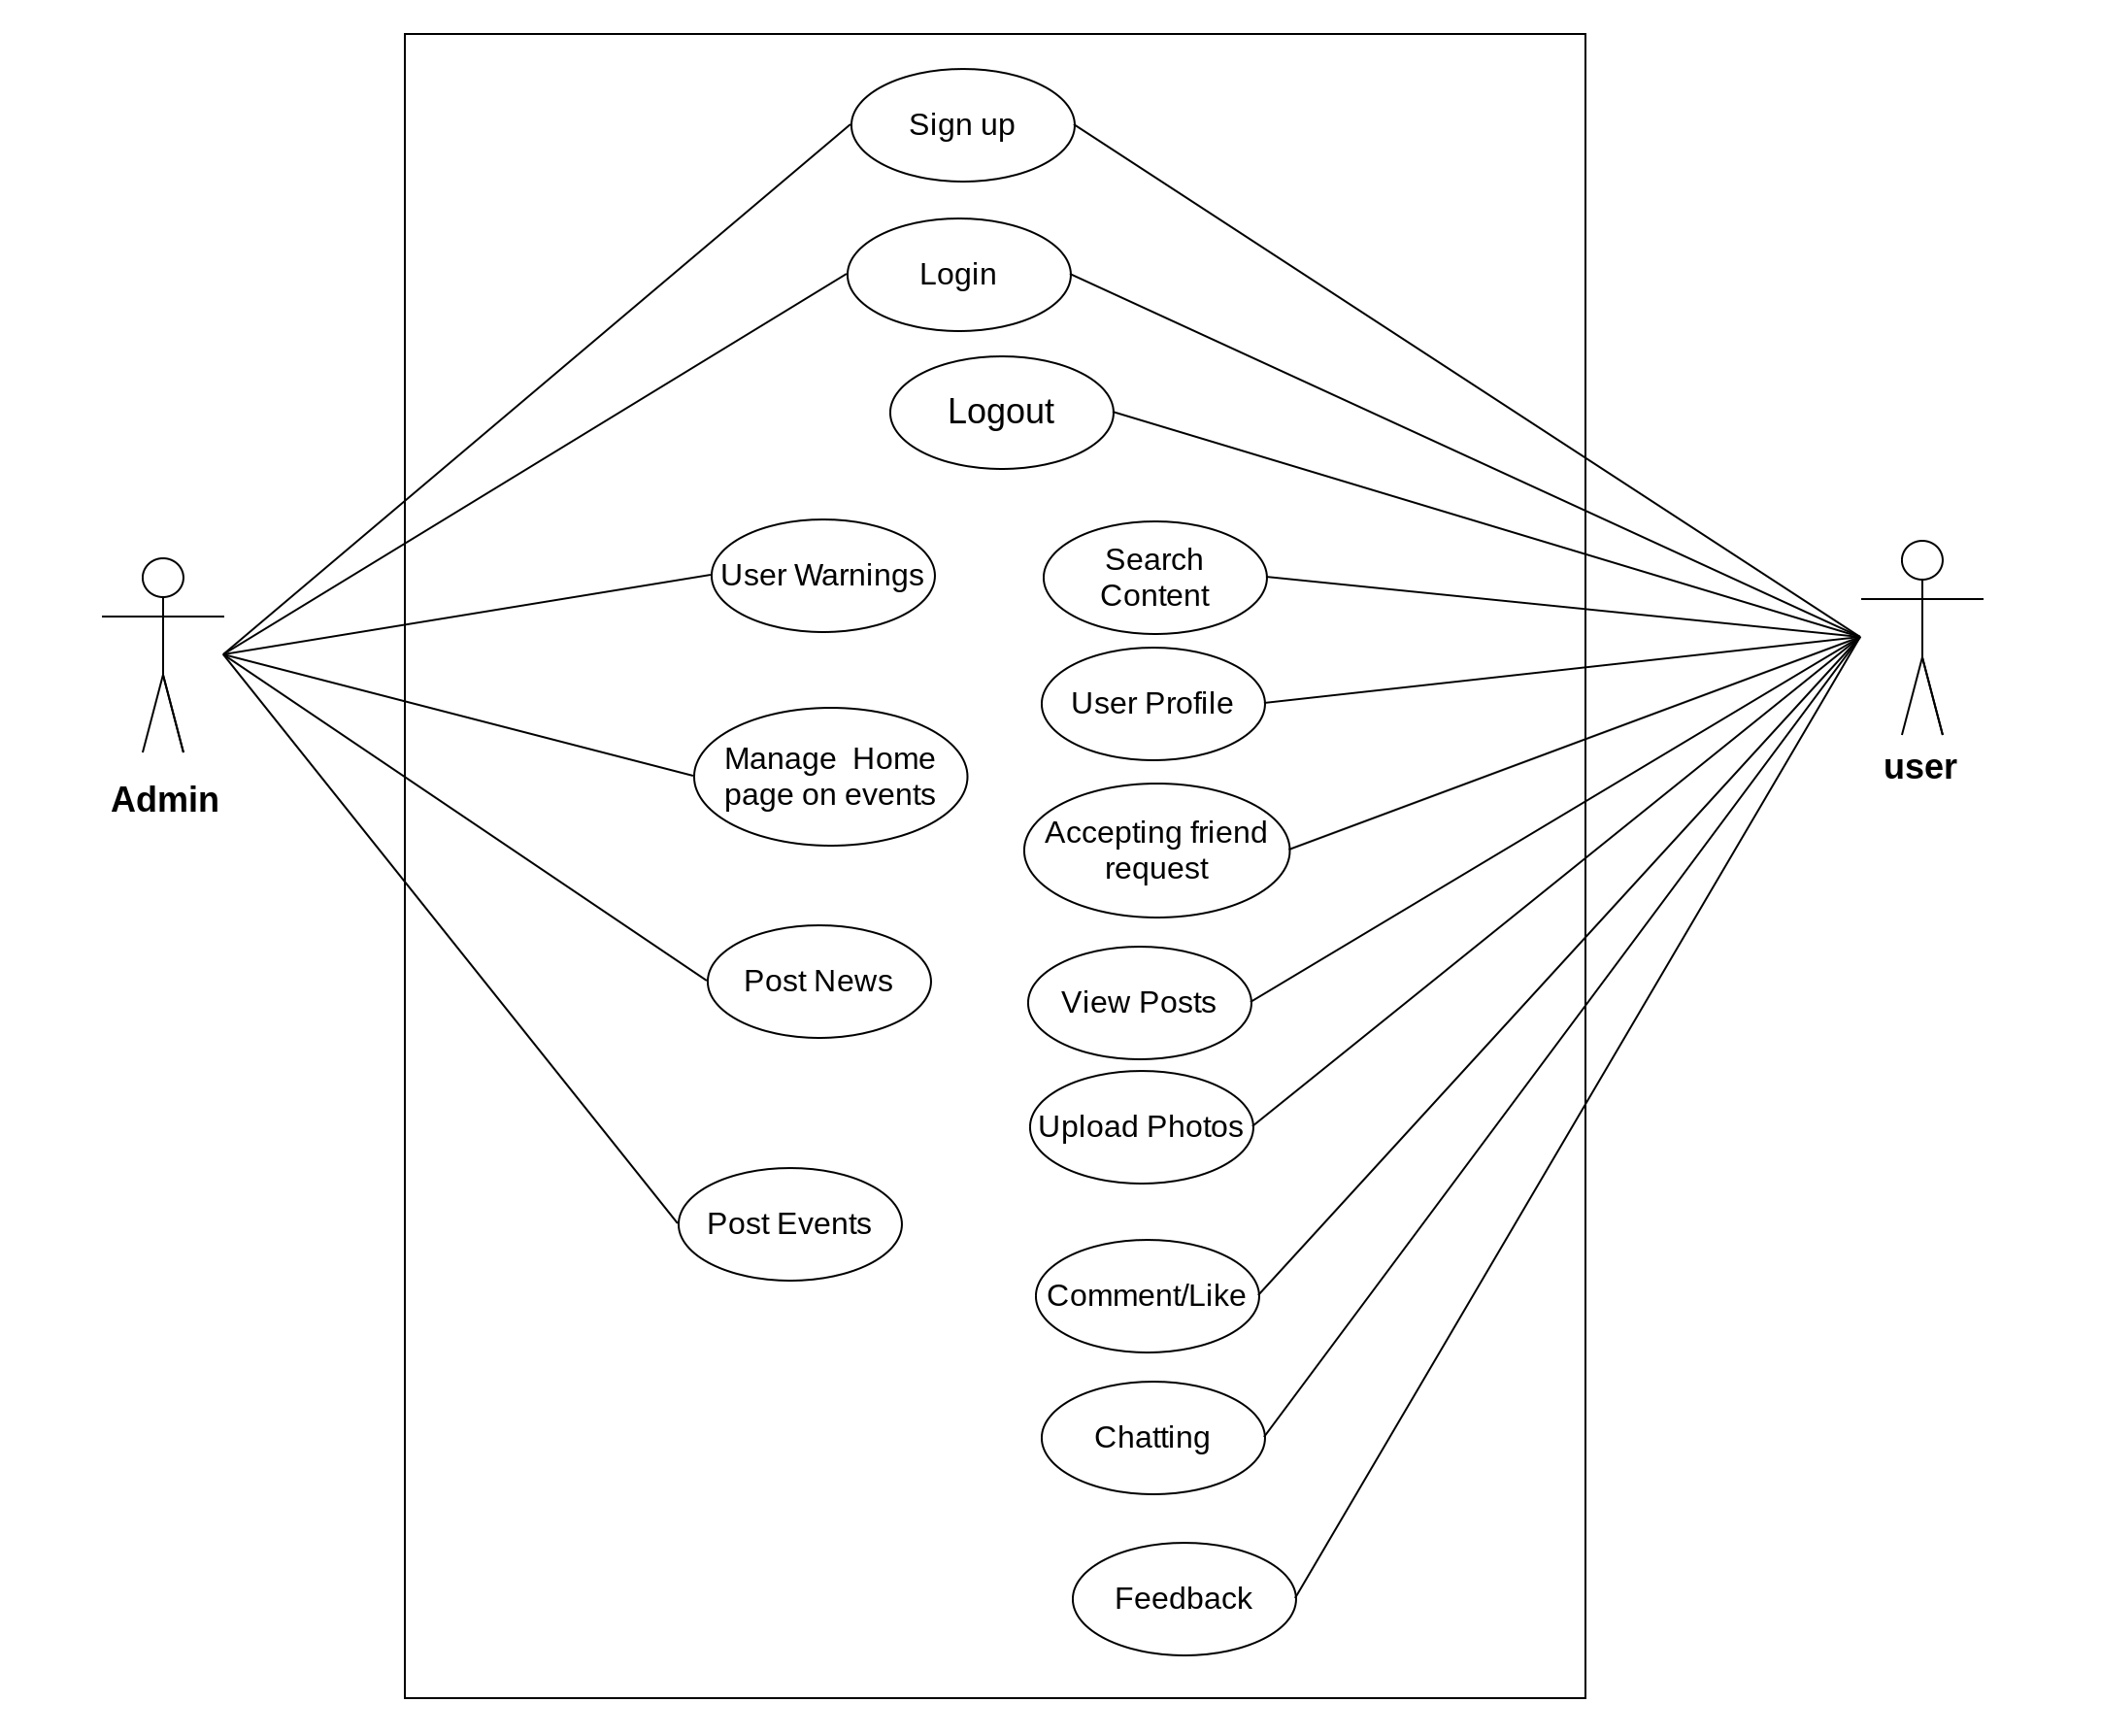 Sign up
Login
Logout
User Warnings
Search
Content
User Profile
Manage  Home
page on events
Admin
user
Accepting friend
request
Post News
View Posts
Upload Photos
Post Events
Comment/Like
Chatting
Feedback